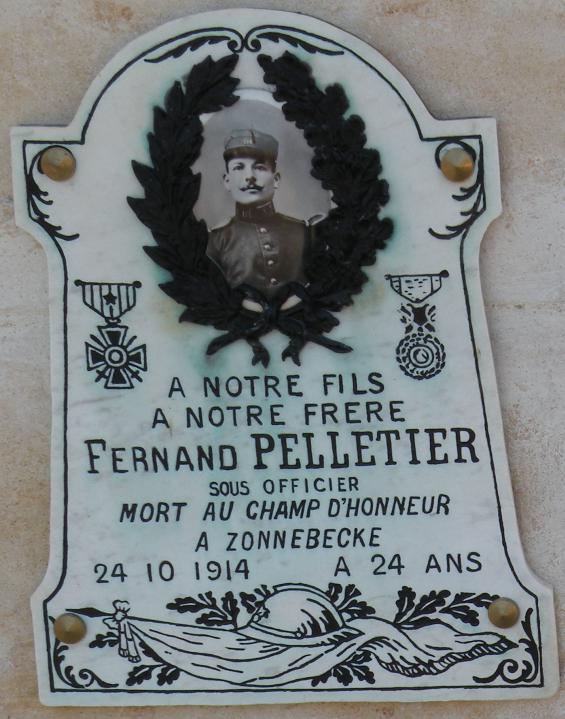 A NOTRE FILS
A NOTRE FRERE
FERNAND PELLETIER
SOUS OFFICIER
MORT AU CHAMP D'HONNEUR
A ZONNEBECKE
24 10 1914 A 24 ANS